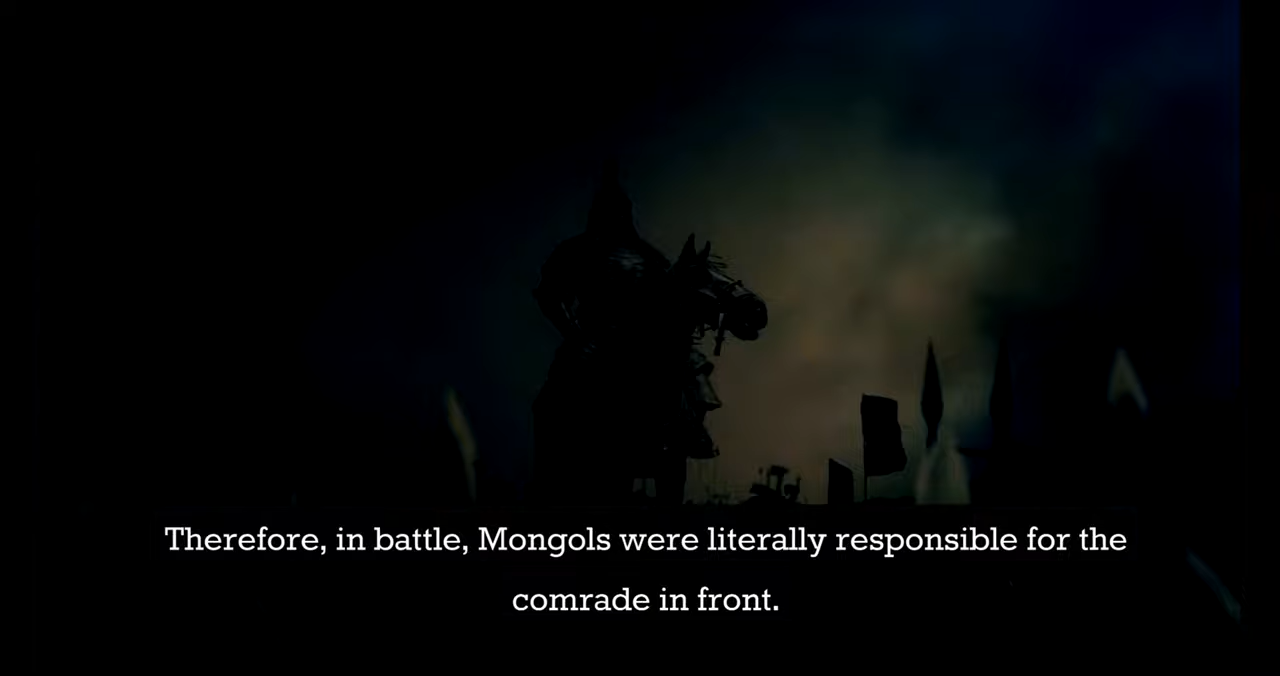 Therefore, in battle, Mongols were literally responsible for the
comrade in front.